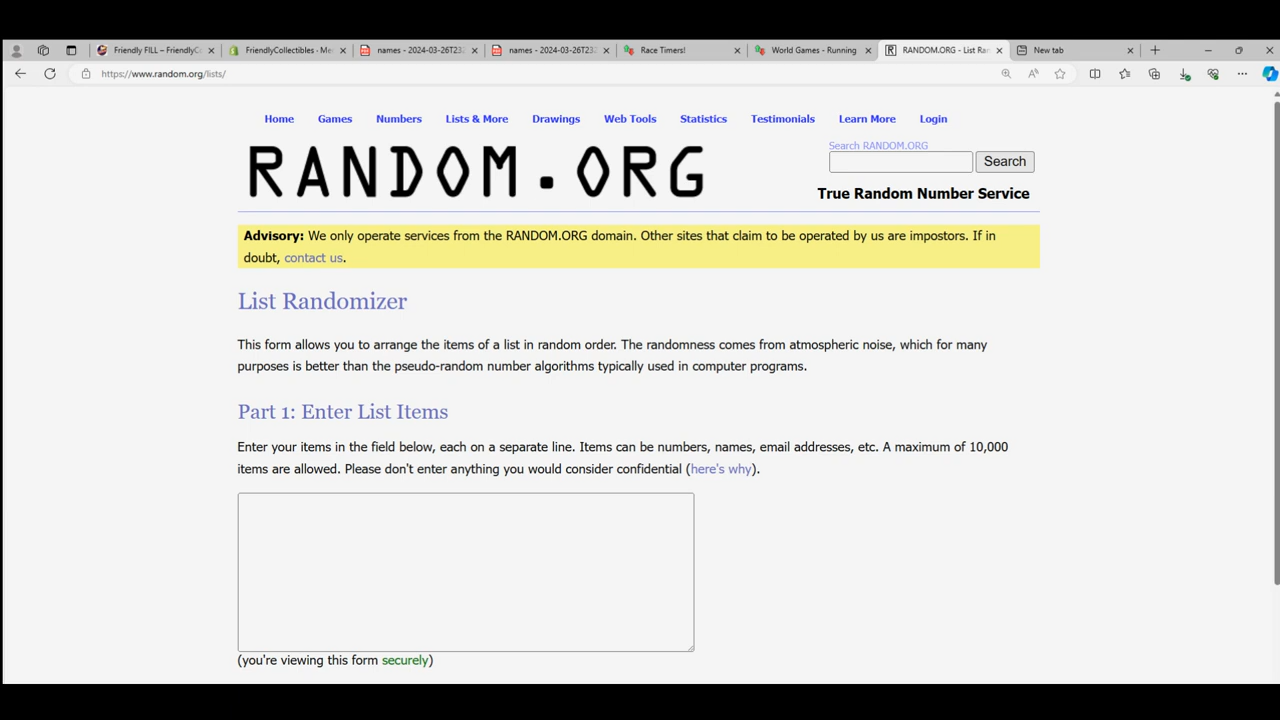 Friendly FILL – FriendlyCo
FriendlyCollectibles · Me
names - 2024-03-26T232
names - 2024-03-26T232
Race Timers!
World Games - Running
RANDOM.ORG - List Ran
New tab
https://www.random.org/lists/
Home Games Numbers Lists & More Drawings Web Tools Statistics Testimonials Learn More Login
Search RANDOM.ORG
RANDOM.ORG
Search
True Random Number Service
Advisory: We only operate services from the RANDOM.ORG domain. Other sites that claim to be operated by us are impostors. If in
doubt, contact us.
List Randomizer
This form allows you to arrange the items of a list in random order. The randomness comes from atmospheric noise, which for many
purposes is better than the pseudo-random number algorithms typically used in computer programs.
Part 1: Enter List Items
Enter your items in the field below, each on a separate line. Items can be numbers, names, email addresses, etc. A maximum of 10,000
items are allowed. Please don't enter anything you would consider confidential (here's why).
(you're viewing this form securely)